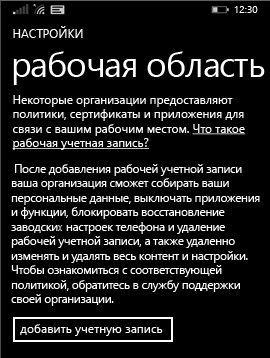 12:30
НАСТРОЙКИ
рабочая область
Некоторые организации предоставляют
политики, сертификаты и приложения для
связи с вашим рабочим местом. Что такое
рабочая учетная запись?
После добавления рабочей учетной записи
ваша организация сможет собирать ваши
персональные данные, выключать приложения
и функции, блокировать восстановление
заводских настроек телефона и удаление
рабочей учетной записи, а также удаленно
изменять и удалять весь контент и настройки.
Чтобы ознакомиться с соответствующей
политикой, обратитесь в службу поддержки
своей организации.
добавить учетную запись